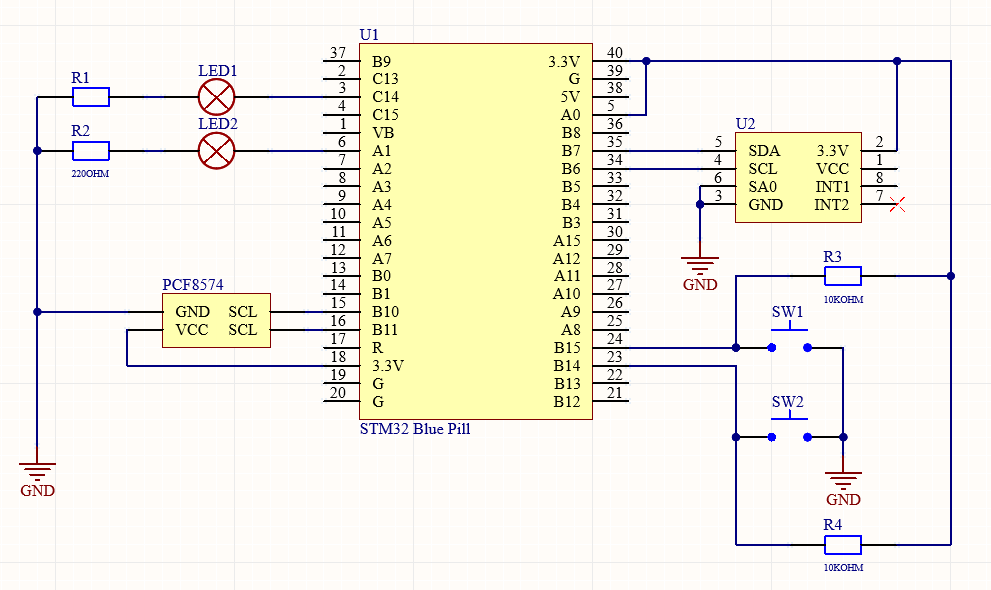 U1
37 B9 3.3V 40
2 C13 G 39
3 C14 5V 38
4 C15 A0 5
1 VB B8 36
6 A1 B7 35
7 A2 B6 34
8 A3 B5 33
9 A4 B4 32
10 A5 B3 31
11 A6 A15 30
12 A7 A12 29
13 B0 A11 28
14 B1 A10 27
15 B10 A9 26
16 B11 A8 25
17 R B15 24
18 3.3V B14 23
19 G B13 22
20 G B12 21
STM32 Blue Pill
R1
LED1
R2
LED2
220OHM
PCF8574
GND SCL
VCC SCL
GND
U2
5 SDA 3.3V 2
4 SCL VCC 1
6 SA0 INT1 8
3 GND INT2 7
GND
R3
10KOHM
SW1
SW2
GND
R4
10KOHM